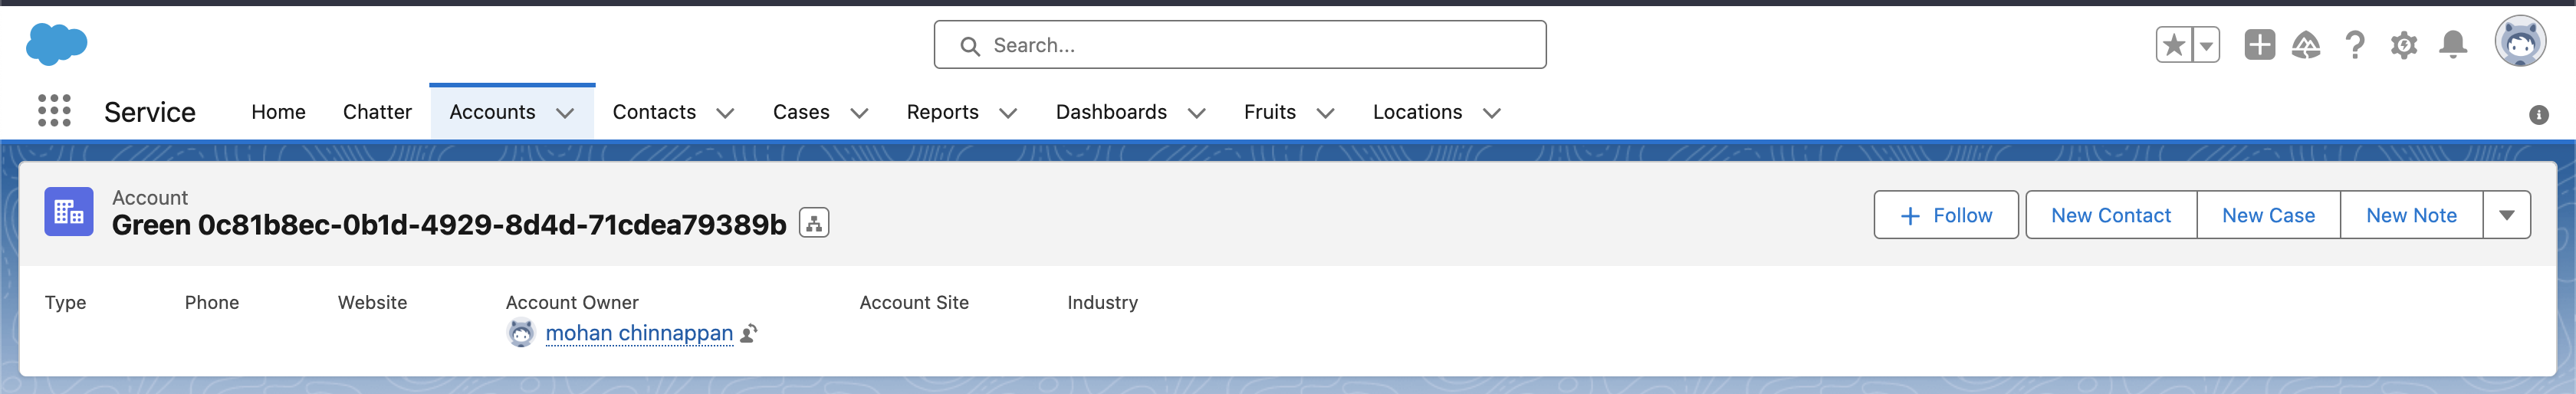 Search...
Service Home Chatter Accounts Contacts Cases Reports Dashboards Fruits Locations
Account
Green 0c81b8ec-0b1d-4929-8d4d-71cdea79389b
Follow New Contact New Case New Note
Type Phone Website Account Owner Account Site Industry
mohan chinnappan